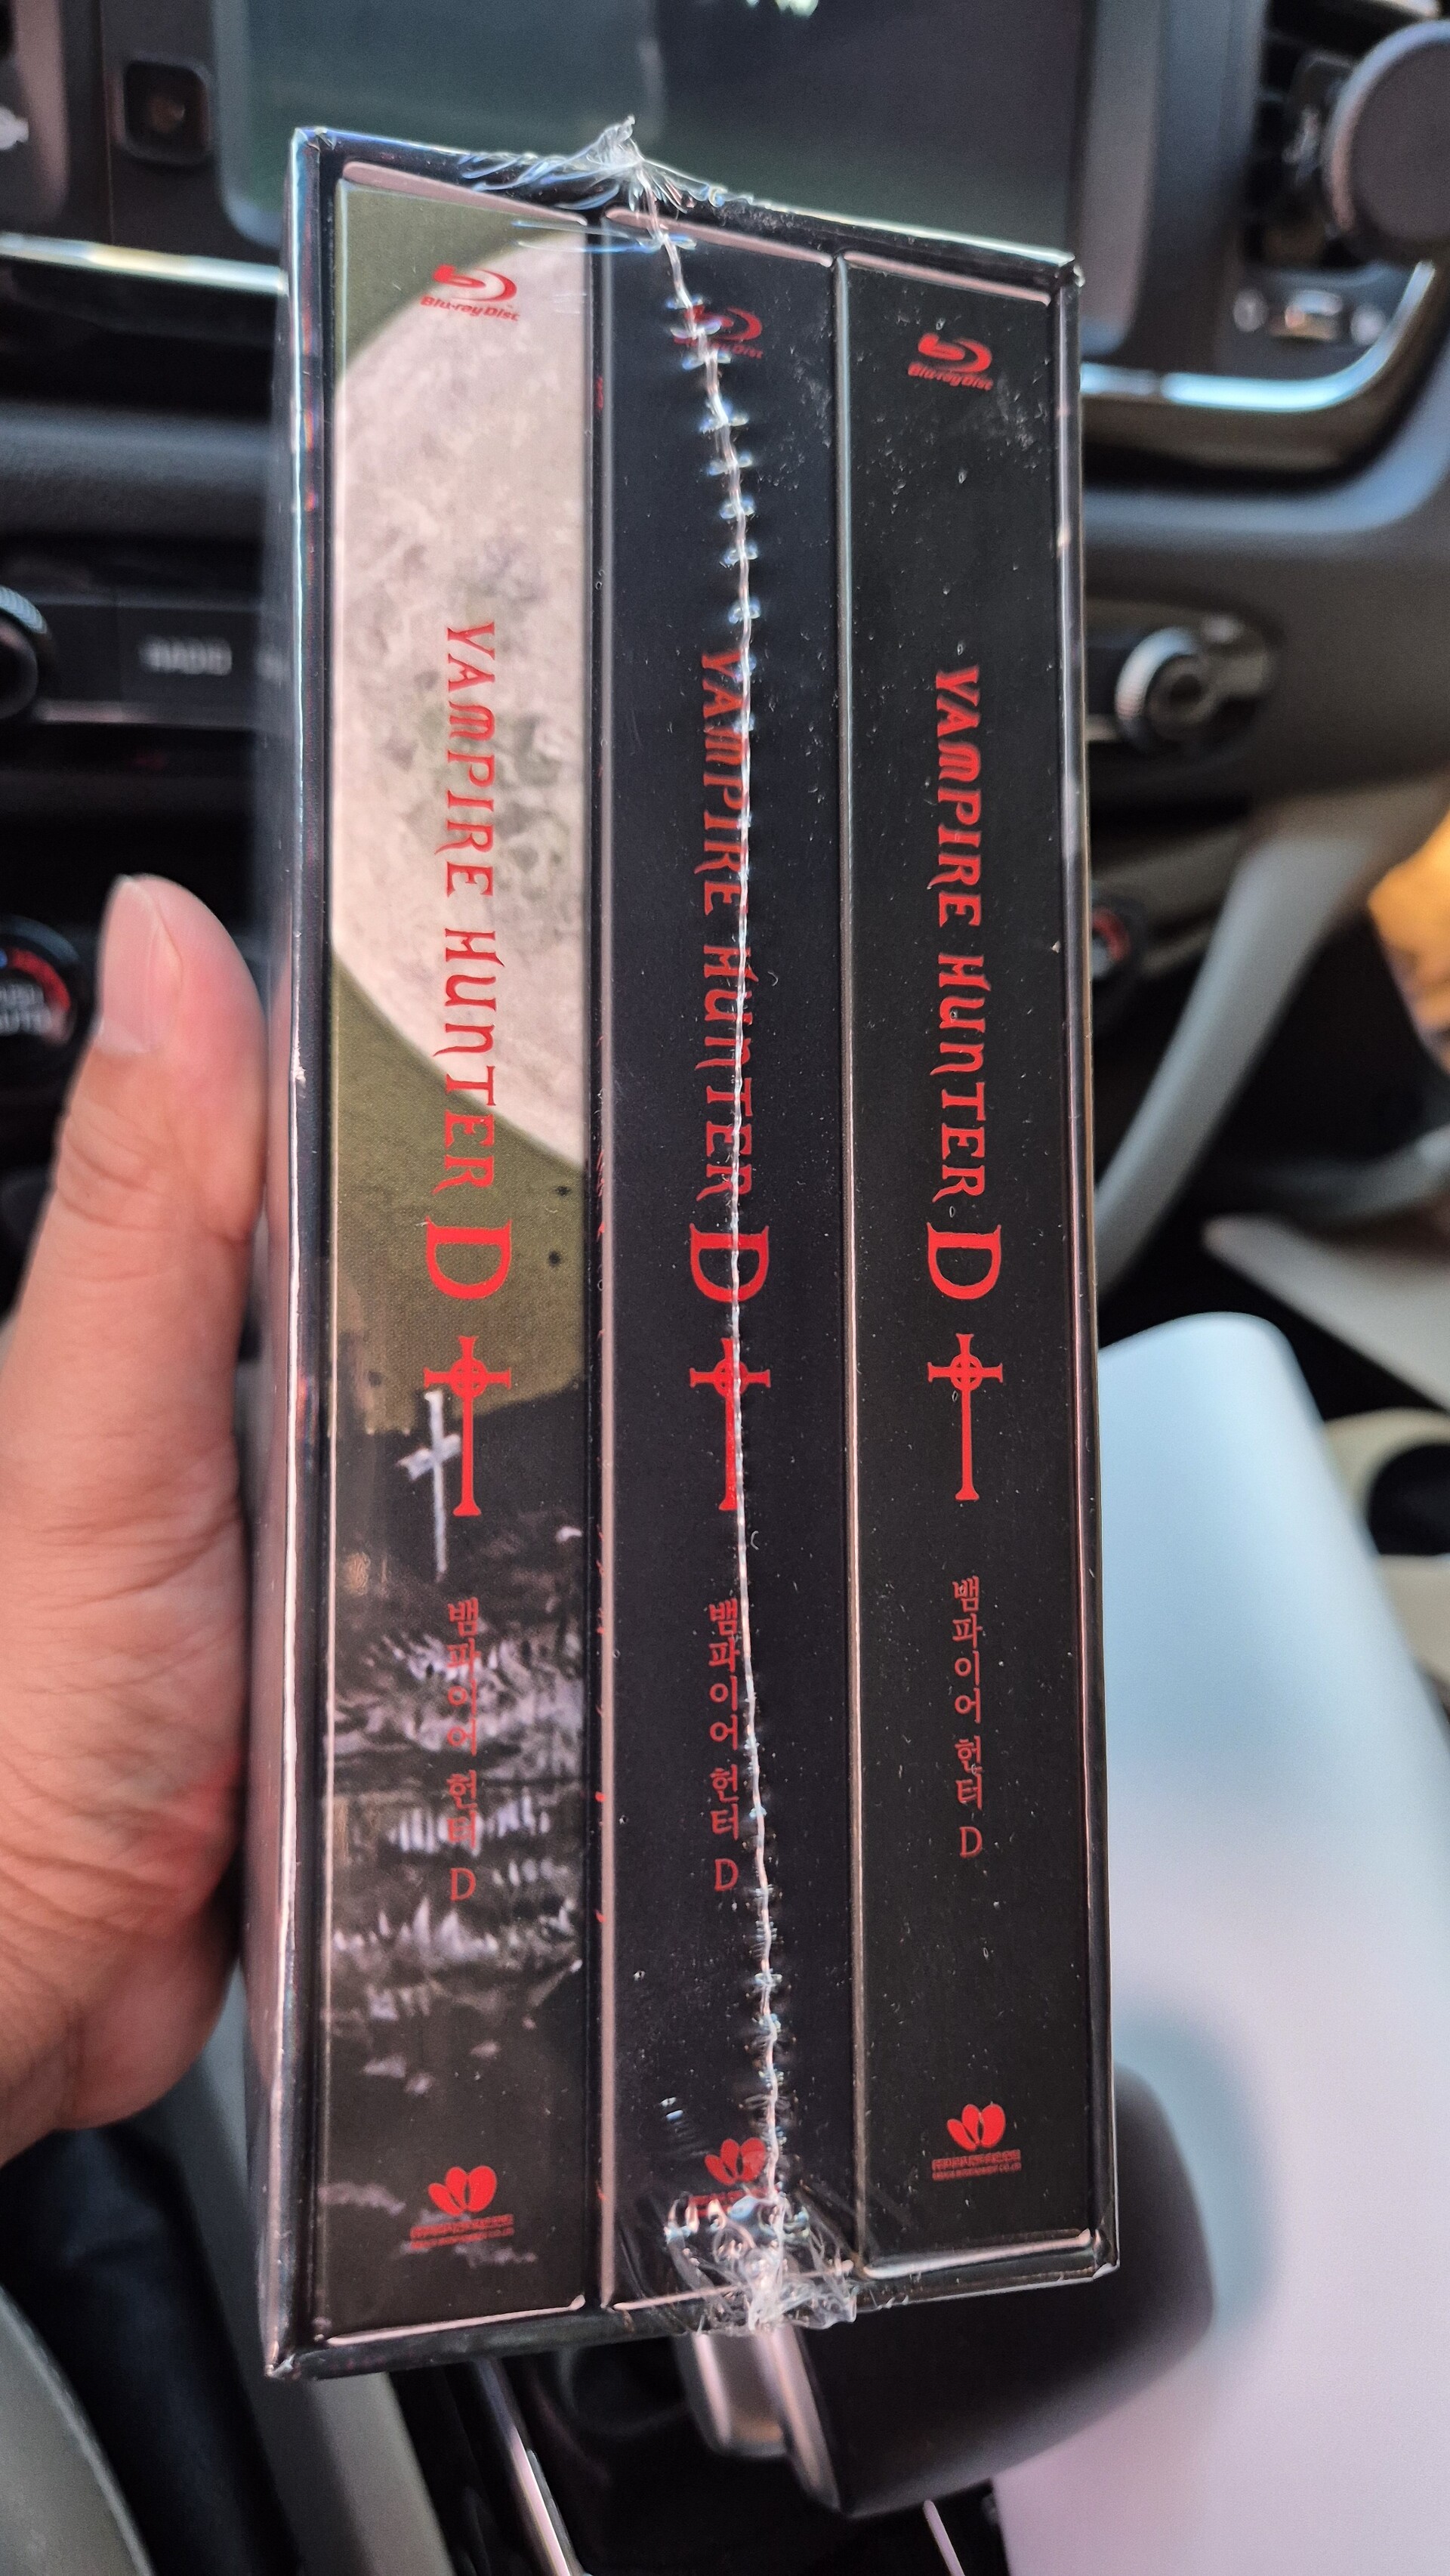 Blu-ray Disc
VAMPIRE HUNTER D
뱀파이어 헌터 D
Blu-ray Disc
VAMPIRE HUNTER D
뱀파이어 헌터 D
Blu-ray Disc
VAMPIRE HUNTER D
뱀파이어 헌터 D
RADIO